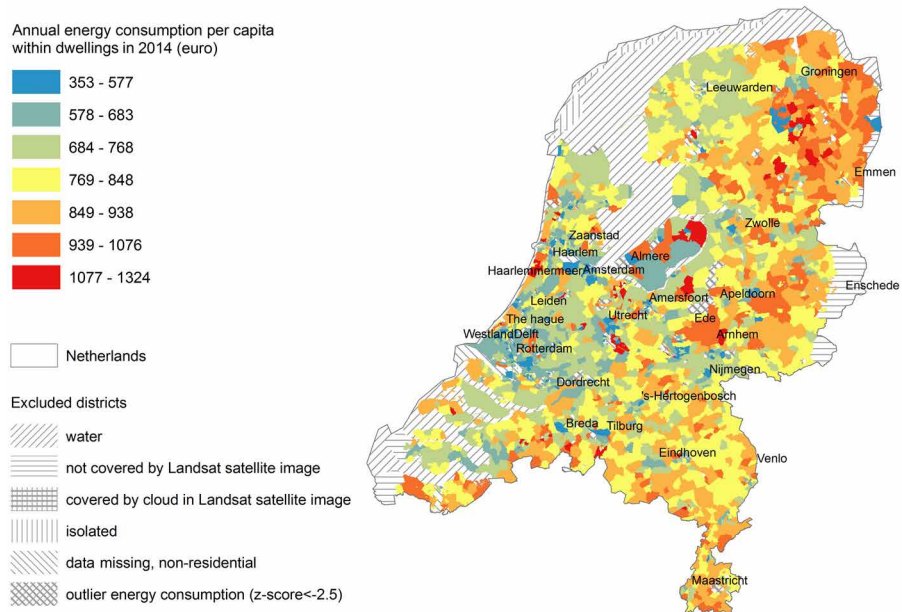 Annual energy consumption per capita
within dwellings in 2014 (euro)
353 - 577
578 - 683
684 - 768
769 - 848
849 - 938
939 - 1076
1077 - 1324
Netherlands
Excluded districts
water
not covered by Landsat satellite image
covered by cloud in Landsat satellite image
isolated
data missing, non-residential
outlier energy consumption (z-score<-2.5)
Groningen
Leeuwarden
Emmen
Zwolle
Zaanstad
Haarlem
Almere
Haarlemmermeer
Amsterdam
Enschede
Leiden
Amersfoort
Apeldoorn
Utrecht
The hague
Ede
Westland
Delft
Arnhem
Rotterdam
Nijmegen
Dordrecht
's-Hertogenbosch
Breda
Tilburg
Eindhoven
Venlo
Maastricht